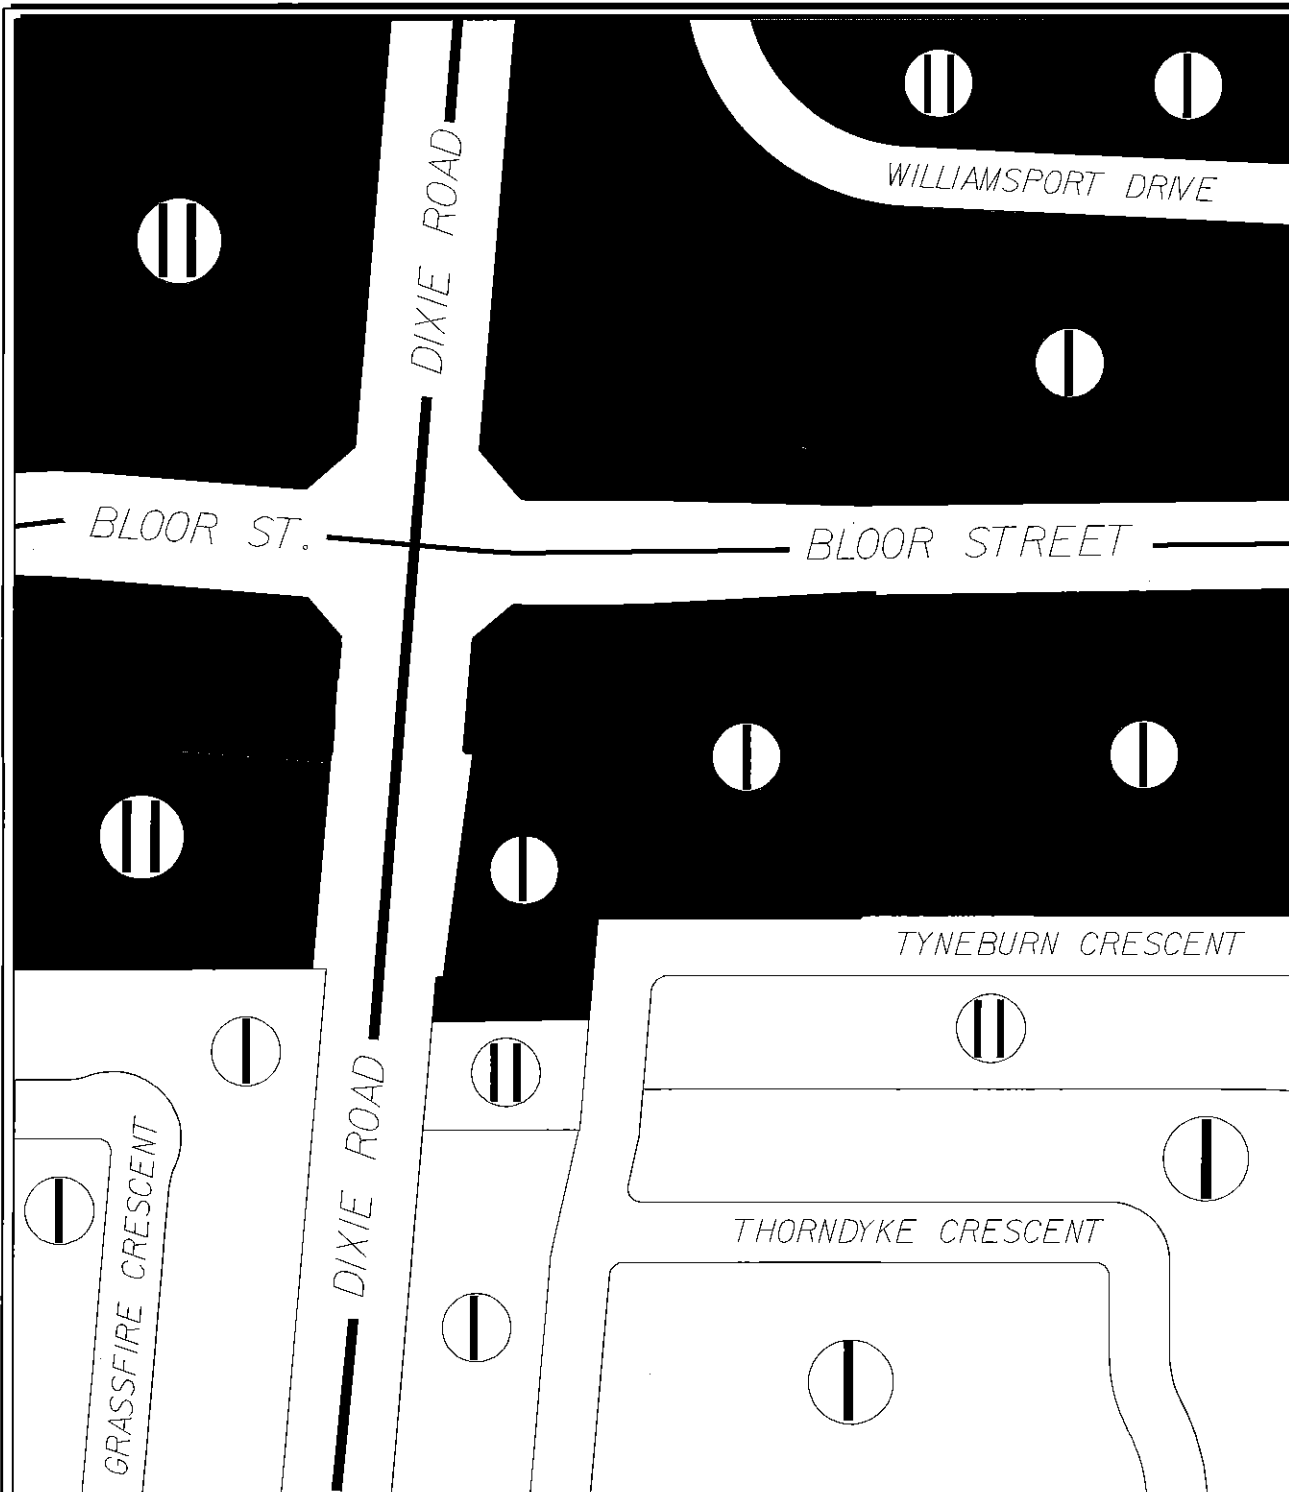 WILLIAMSPORT DRIVE
DIXIE ROAD
BLOOR ST.
BLOOR STREET
TYNEBURN CRESCENT
DIXIE ROAD
THORNDYKE CRESCENT
GRASSFIRE CRESCENT